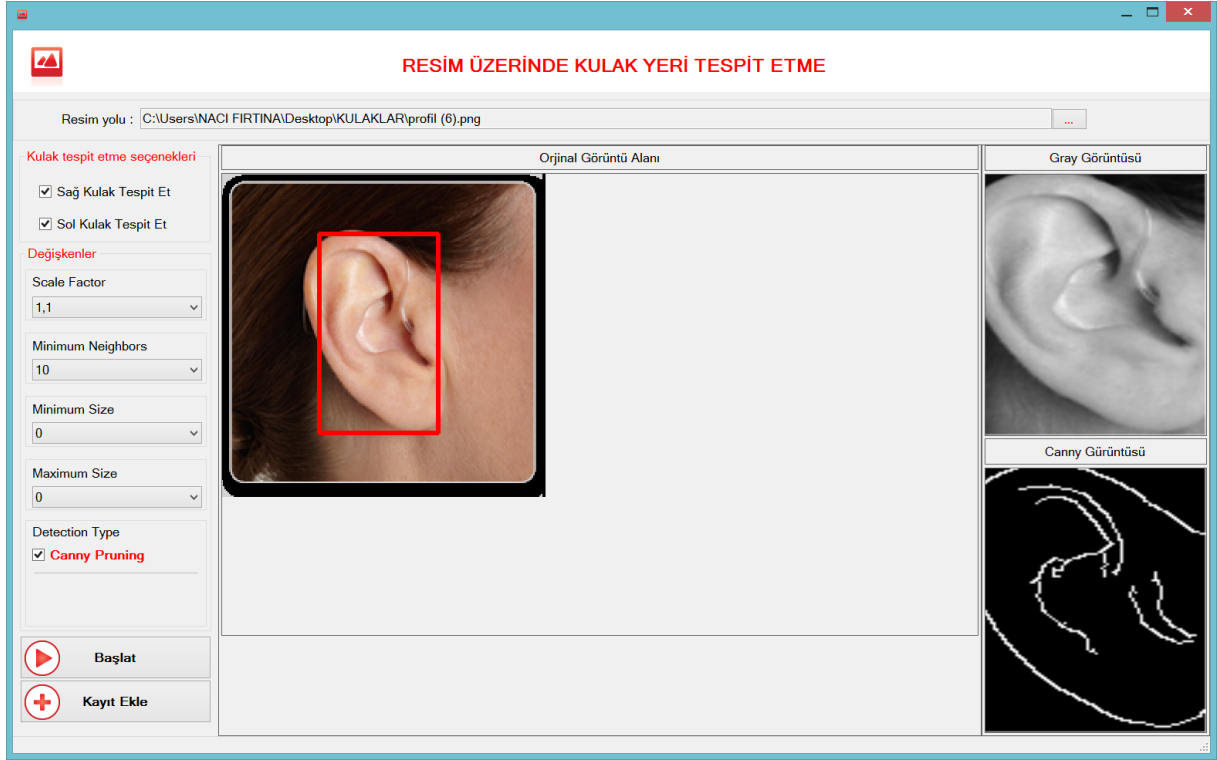 RESİM ÜZERİNDE KULAK YERİ TESPİT ETME
Resim yolu : C:\Users\NACI FIRTINA\Desktop\KULAKLAR\profil (6).png ...
Kulak tespit etme seçenekleri
Sağ Kulak Tespit Et
Sol Kulak Tespit Et
Değişkenler
Scale Factor
1,1
Minimum Neighbors
10
Minimum Size
0
Maximum Size
0
Detection Type
Canny Pruning
Başlat
Kayıt Ekle
Orjinal Görüntü Alanı
Gray Görüntüsü
Canny Gürüntüsü